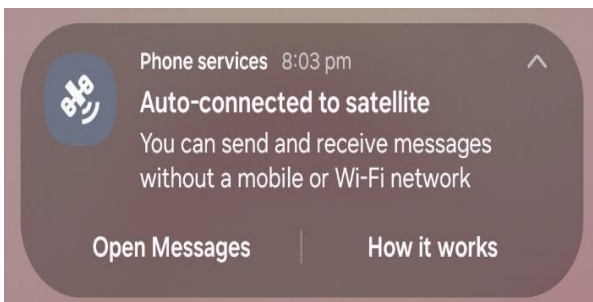 Phone services 8:03 pm
Auto-connected to satellite
You can send and receive messages
without a mobile or Wi-Fi network
Open Messages How it works